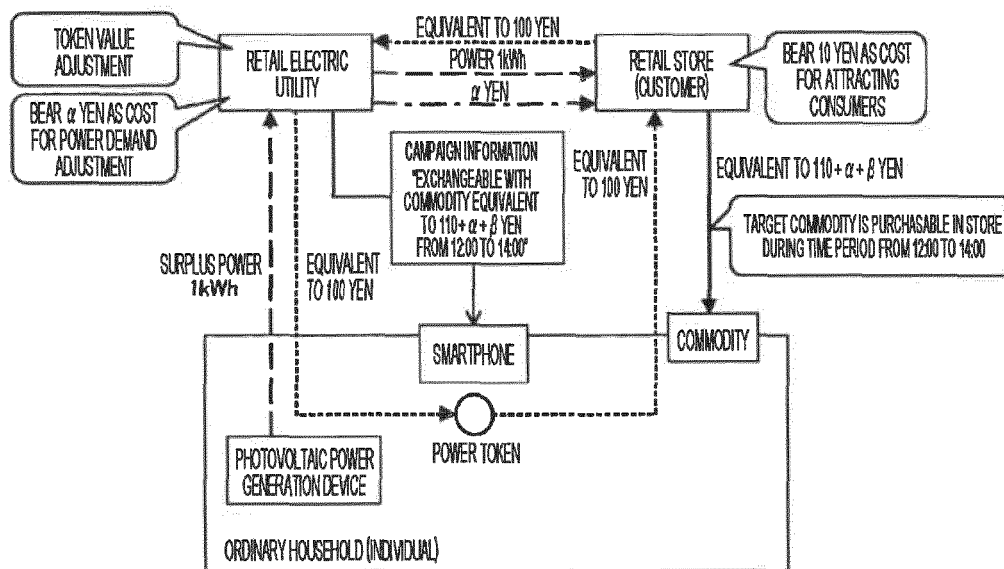 TOKEN VALUE
ADJUSTMENT
BEAR α YEN AS COST
FOR POWER DEMAND
ADJUSTMENT
RETAIL ELECTRIC
UTILITY
EQUIVALENT TO 100 YEN
POWER 1kWh
α YEN
RETAIL STORE
(CUSTOMER)
BEAR 10 YEN AS COST
FOR ATTRACTING
CONSUMERS
CAMPAIGN INFORMATION
"EXCHANGEABLE WITH
COMMODITY EQUIVALENT
TO 110+ α + β YEN
FROM 12:00 TO 14:00"
EQUIVALENT
TO 100 YEN
EQUIVALENT TO 110+ α + β YEN
TARGET COMMODITY IS PURCHASABLE IN STORE
DURING TIME PERIOD FROM 12:00 TO 14:00
SURPLUS POWER
1kWh
EQUIVALENT
TO 100 YEN
SMARTPHONE
COMMODITY
POWER TOKEN
PHOTOVOLTAIC POWER
GENERATION DEVICE
ORDINARY HOUSEHOLD (INDIVIDUAL)